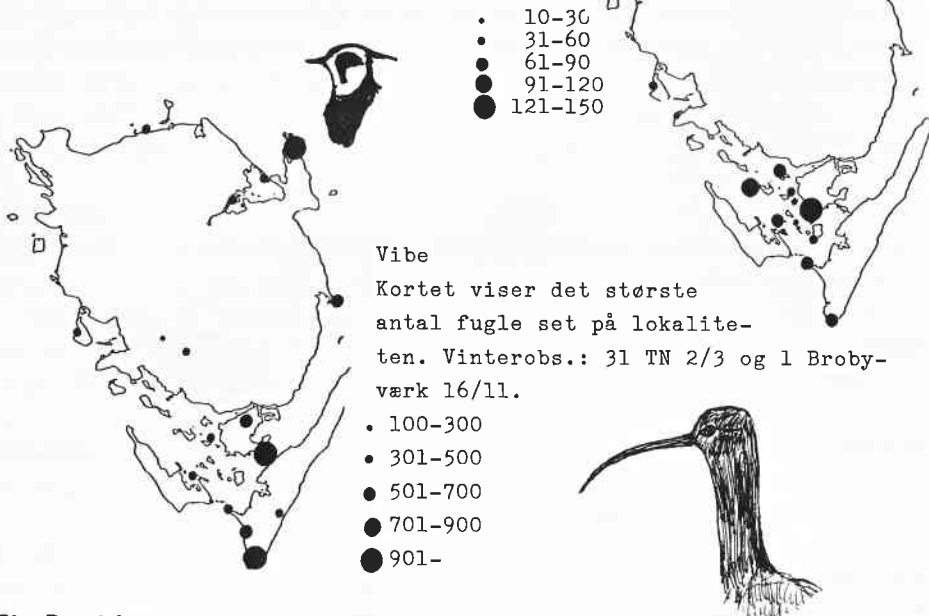 10-30
31-60
61-90
91-120
121-150
Vibe
Kortet viser det største
antal fugle set på lokalite-
ten. Vinterobs.: 31 TN 2/3 og 1 Broby-
værk 16/11.
100-300
301-500
501-700
701-900
901-